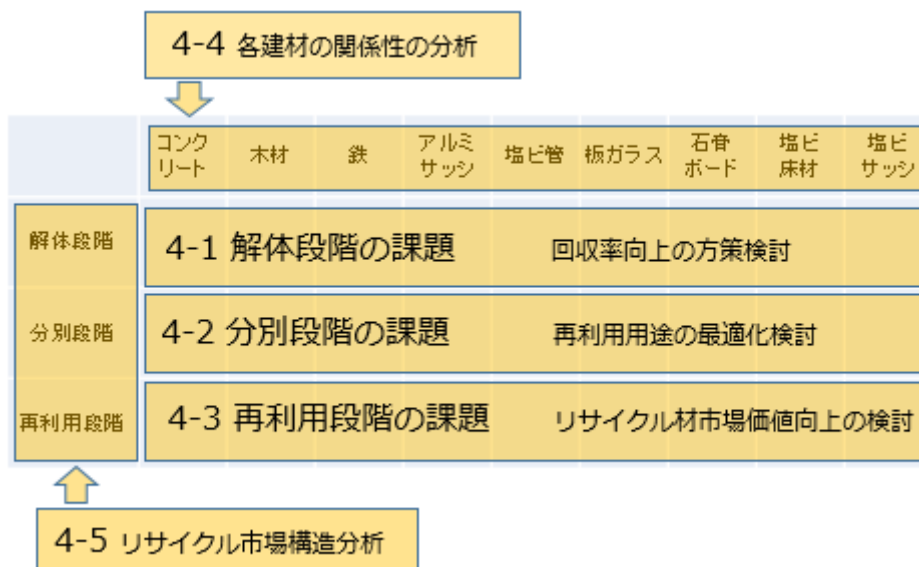 4-4 各建材の関係性の分析
コンク
リート
木材
鉄
アルミ
サッシ
塩ビ管
板ガラス
石膏
ボード
塩ビ
床材
塩ビ
サッシ
解体段階
4-1 解体段階の課題 回収率向上の方策検討
分別段階
4-2 分別段階の課題 再利用用途の最適化検討
再利用段階
4-3 再利用段階の課題 リサイクル材市場価値向上の検討
4-5 リサイクル市場構造分析